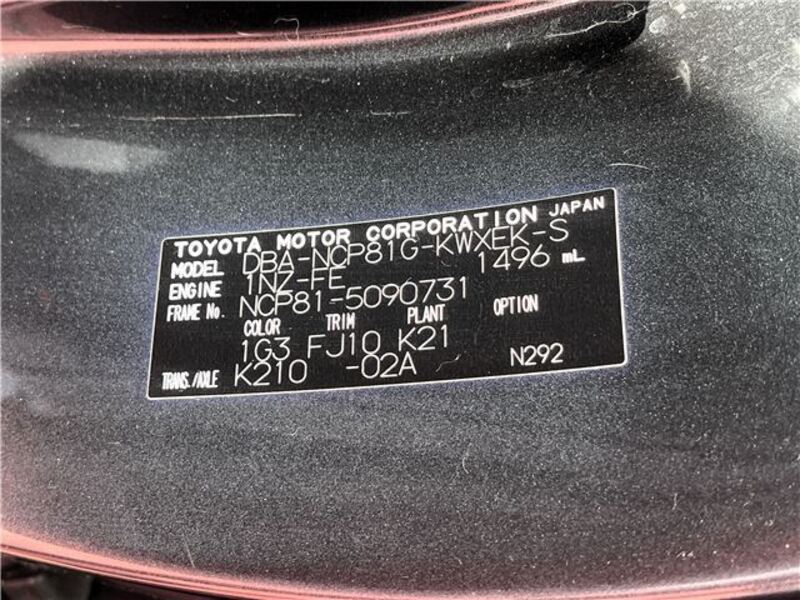 TOYOTA MOTOR CORPORATION JAPAN
MODEL DBA-NCP81G-KWXEK-S
ENGINE 1NZ-FE 1496 mL
FRAME No. NCP81-5090731
COLOR TRIM PLANT OPTION
1G3 FJ10 K21
TRANS./AXLE K210 -02A N292